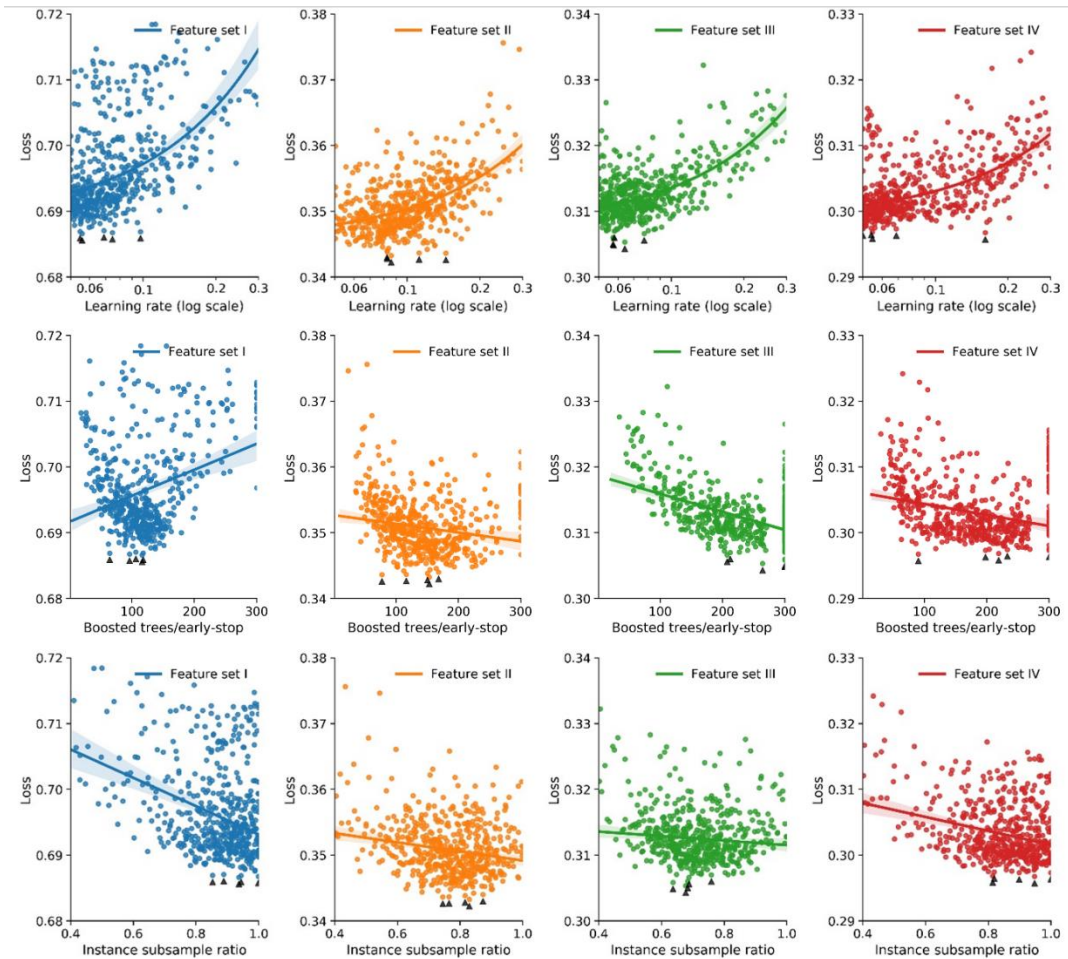 0.72 0.38 0.34 0.33
Feature set I Feature set II Feature set III Feature set IV
0.71 0.37 0.33 0.32
Loss Loss Loss Loss
0.70 0.36 0.32 0.31
0.69 0.35 0.31 0.30
0.68 0.34 0.30 0.29
0.06 0.1 0.2 0.3 0.06 0.1 0.2 0.3 0.06 0.1 0.2 0.3 0.06 0.1 0.2 0.3
Learning rate (log scale) Learning rate (log scale) Learning rate (log scale) Learning rate (log scale)
0.72 0.38 0.34 0.33
Feature set I Feature set II Feature set III Feature set IV
0.71 0.37 0.33 0.32
Loss Loss Loss Loss
0.70 0.36 0.32 0.31
0.69 0.35 0.31 0.30
0.68 0.34 0.30 0.29
100 200 300 100 200 300 100 200 300 100 200 300
Boosted trees/early-stop Boosted trees/early-stop Boosted trees/early-stop Boosted trees/early-stop
0.72 0.38 0.34 0.33
Feature set I Feature set II Feature set III Feature set IV
0.71 0.37 0.33 0.32
Loss Loss Loss Loss
0.70 0.36 0.32 0.31
0.69 0.35 0.31 0.30
0.68 0.34 0.30 0.29
0.4 0.6 0.8 1.0 0.4 0.6 0.8 1.0 0.4 0.6 0.8 1.0 0.4 0.6 0.8 1.0
Instance subsample ratio Instance subsample ratio Instance subsample ratio Instance subsample ratio